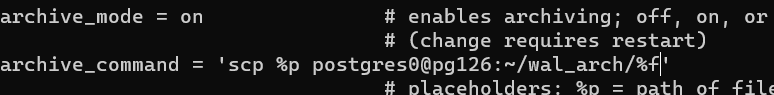 archive_mode = on # enables archiving; off, on, or
# (change requires restart)
archive_command = 'scp %p postgres0@pg126:~/wal_arch/%f'
# placeholders: %p = path of file